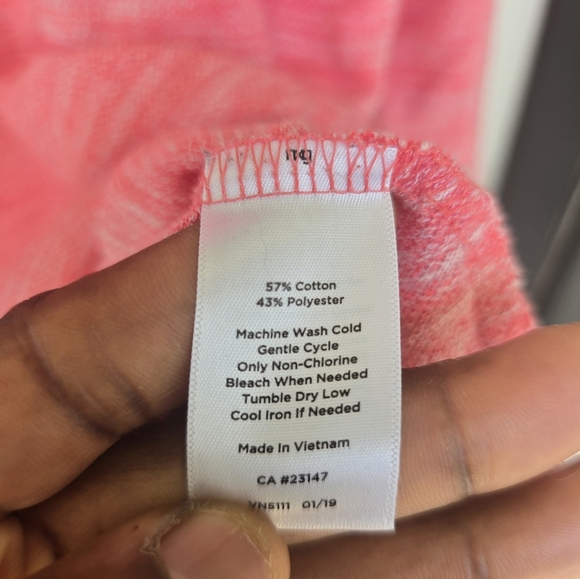 57% Cotton
43% Polyester
Machine Wash Cold
Gentle Cycle
Only Non-Chlorine
Bleach When Needed
Tumble Dry Low
Cool Iron If Needed
Made In Vietnam
CA #23147
VN5111 01/19